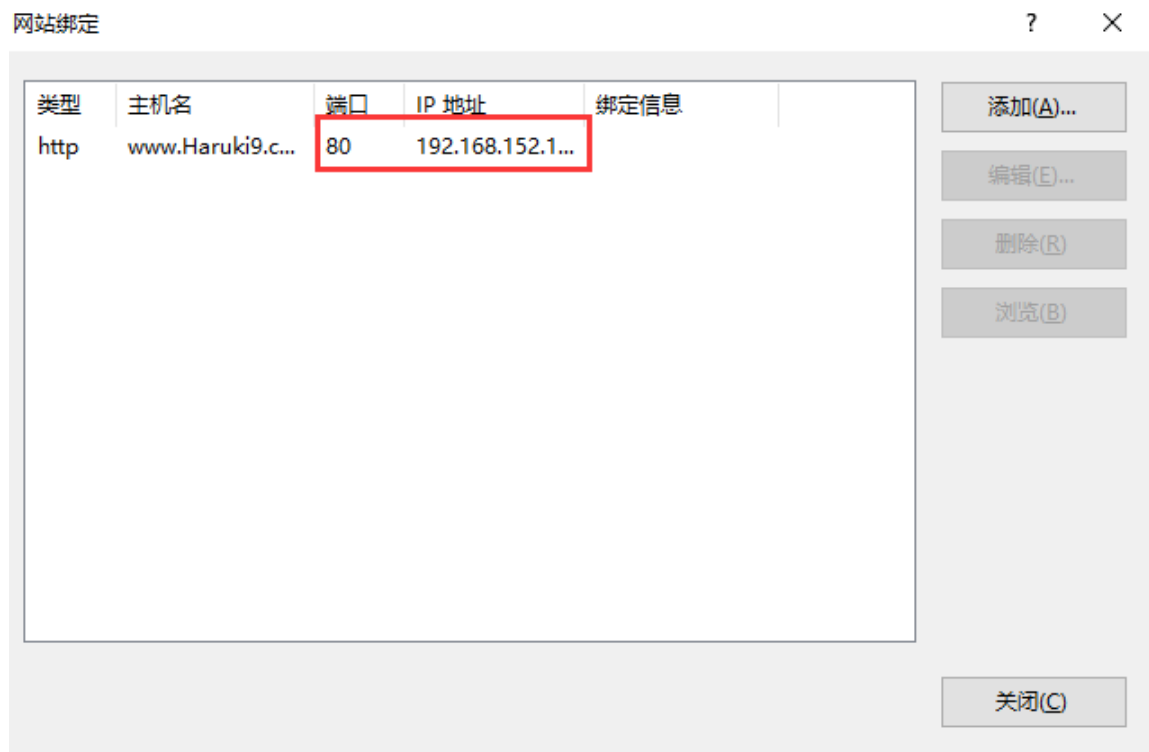 网站绑定 ?
类型 主机名 端口 IP 地址 绑定信息
http www.Haruki9.c... 80 192.168.152.1...
添加(A)...
编辑(E)...
删除(R)
浏览(B)
关闭(C)